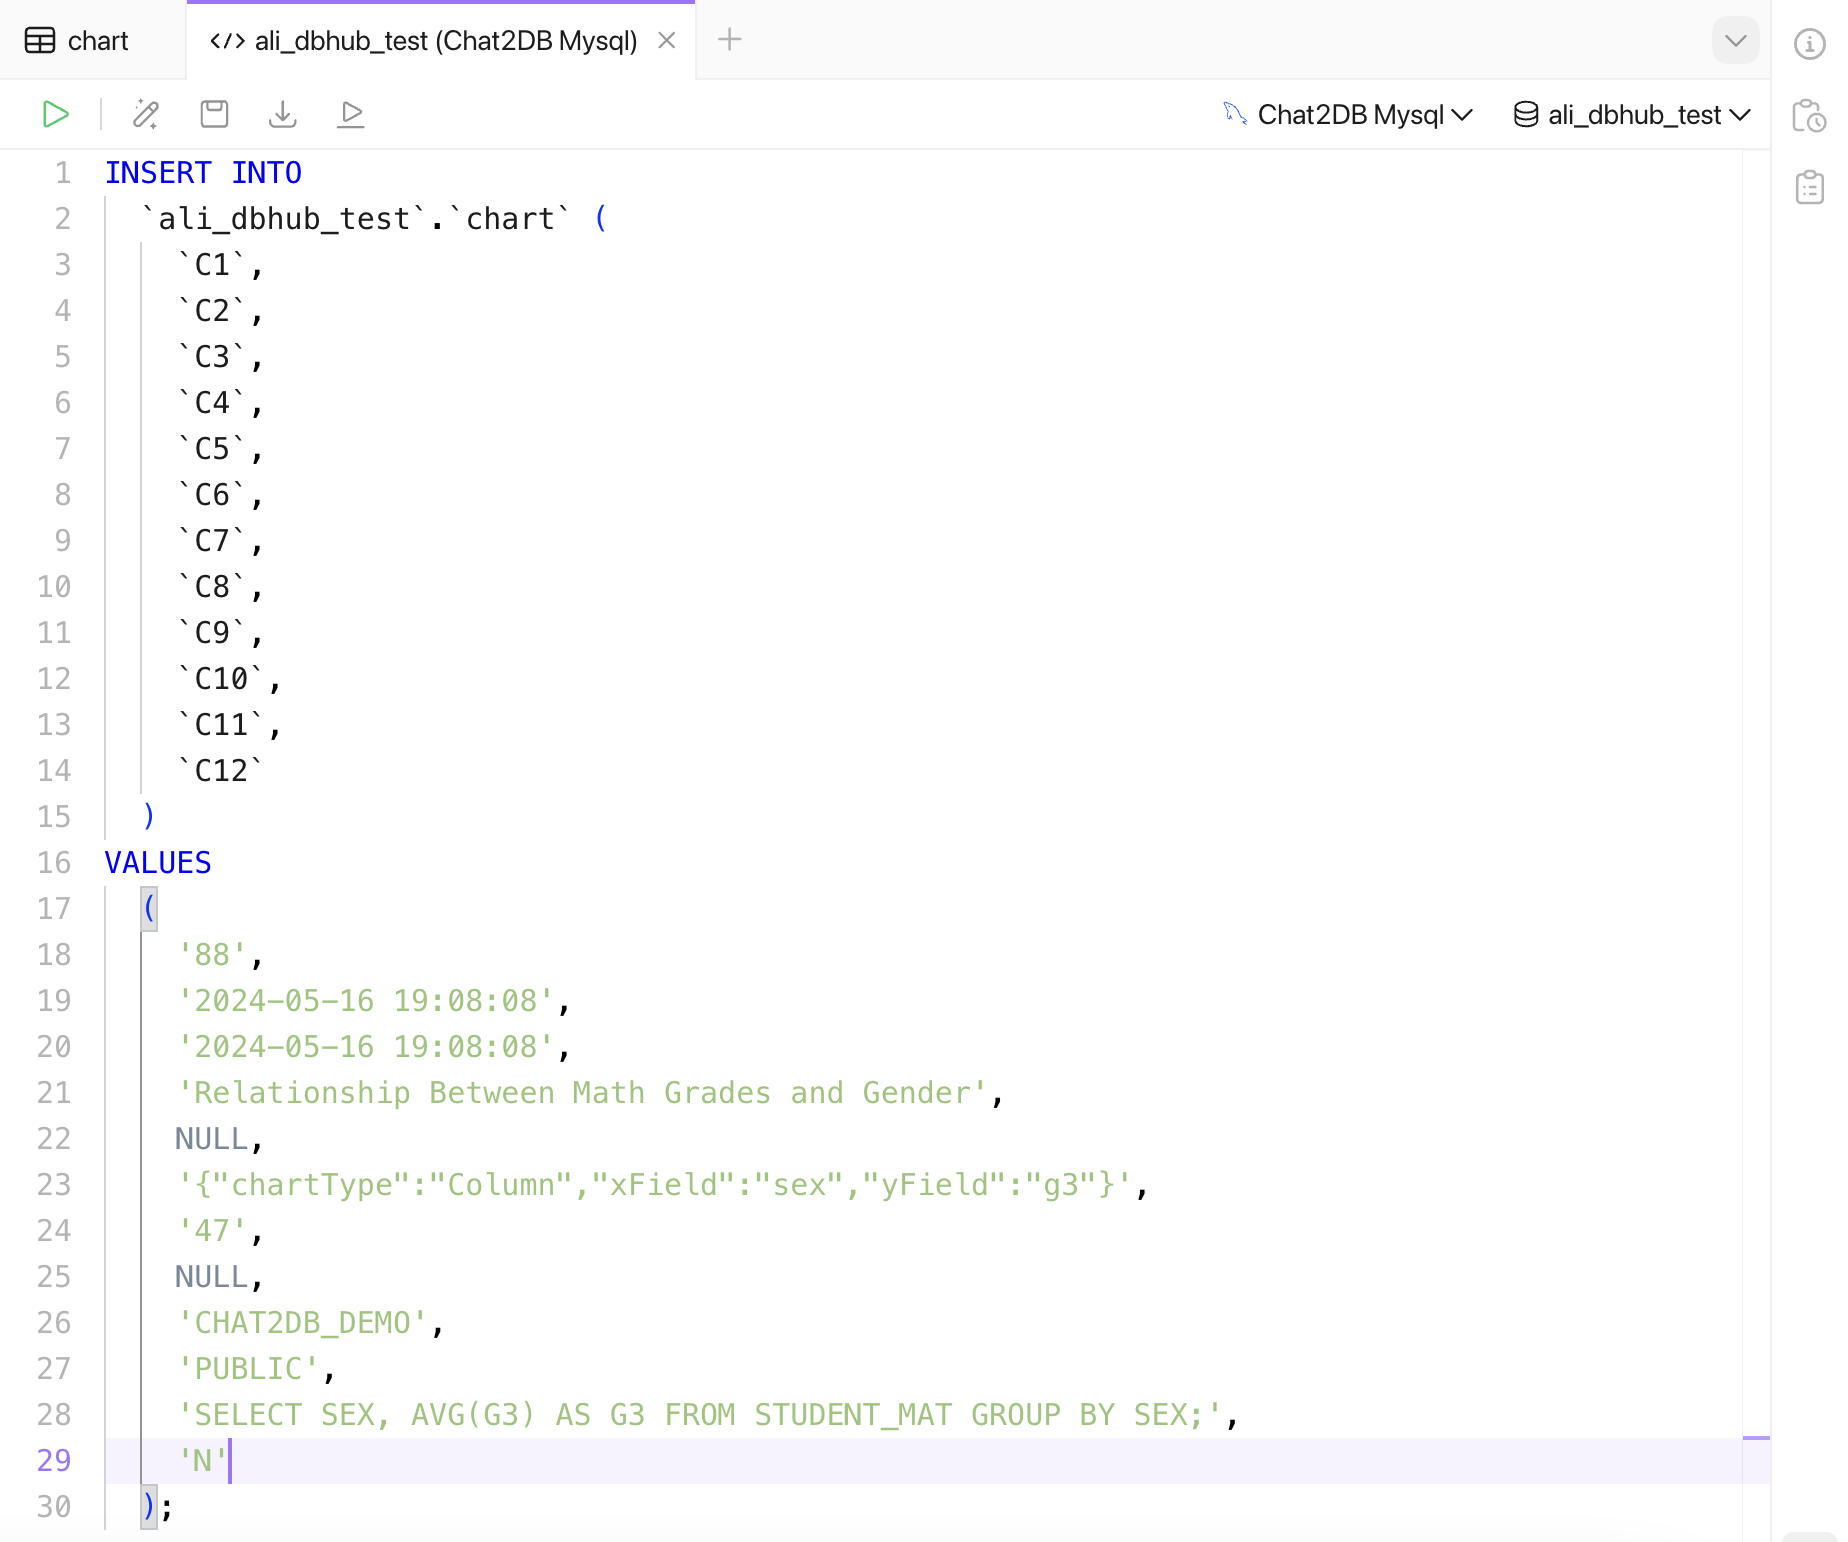 chart
</> ali_dbhub_test (Chat2DB Mysql)
Chat2DB Mysql ali_dbhub_test
1 INSERT INTO
2 `ali_dbhub_test`.`chart` (
3 `C1`,
4 `C2`,
5 `C3`,
6 `C4`,
7 `C5`,
8 `C6`,
9 `C7`,
10 `C8`,
11 `C9`,
12 `C10`,
13 `C11`,
14 `C12`
15 )
16 VALUES
17 (
18 '88',
19 '2024-05-16 19:08:08',
20 '2024-05-16 19:08:08',
21 'Relationship Between Math Grades and Gender',
22 NULL,
23 '{"chartType":"Column","xField":"sex","yField":"g3"}',
24 '47',
25 NULL,
26 'CHAT2DB_DEMO',
27 'PUBLIC',
28 'SELECT SEX, AVG(G3) AS G3 FROM STUDENT_MAT GROUP BY SEX;',
29 'N'
30 );